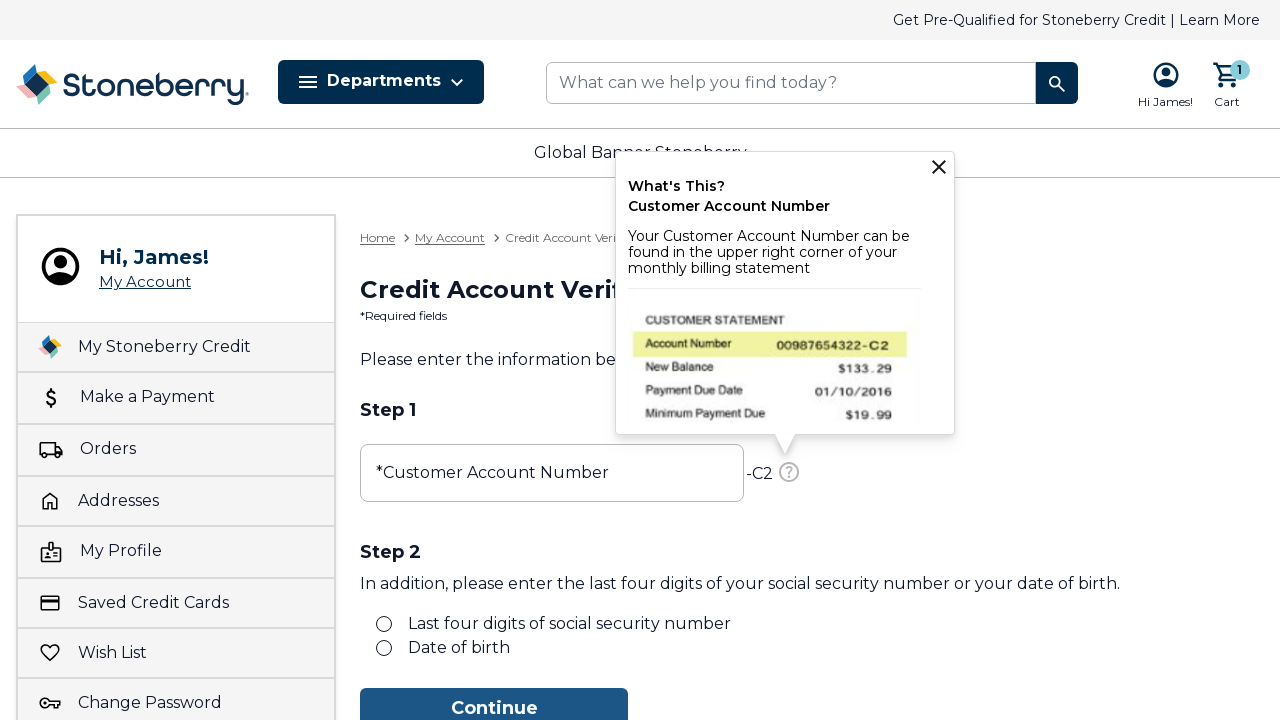 Get Pre-Qualified for Stoneberry Credit | Learn More
Stoneberry
Departments
What can we help you find today?
Hi James!
1
Cart
Global Banner Stoneberry
Hi, James!
My Account
My Stoneberry Credit
Make a Payment
Orders
Addresses
My Profile
Saved Credit Cards
Wish List
Change Password
Home
My Account
Credit Account Veri
Credit Account Verif
*Required fields
Please enter the information be
What's This?
Customer Account Number
Your Customer Account Number can be
found in the upper right corner of your
monthly billing statement
CUSTOMER STATEMENT
Account Number 00987654322-C2
New Balance $133.29
Payment Due Date 01/10/2016
Minimum Payment Due $19.99
Step 1
*Customer Account Number
-C2
Step 2
In addition, please enter the last four digits of your social security number or your date of birth.
Last four digits of social security number
Date of birth
Continue